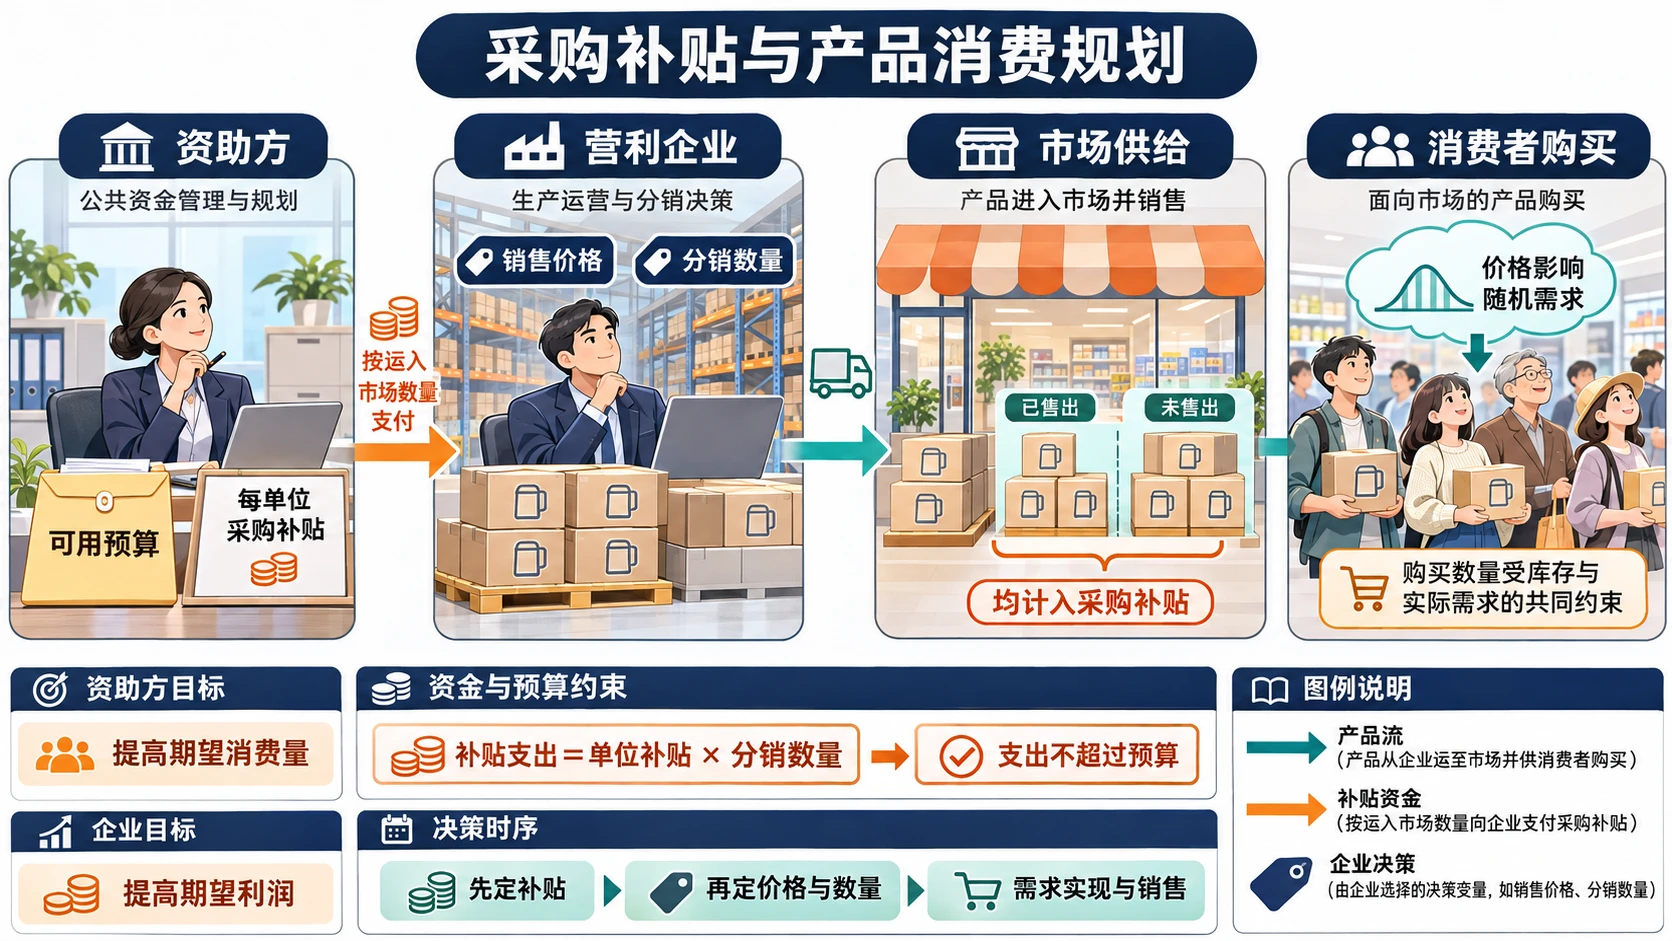 采购补贴与产品消费规划
资助方
公共资金管理与规划
可用预算
每单位
采购补贴
按运入
市场数量
支付
营利企业
生产运营与分销决策
销售价格
分销数量
市场供给
产品进入市场并销售
已售出
未售出
均计入采购补贴
消费者购买
面向市场的产品购买
价格影响
随机需求
购买数量受库存与
实际需求的共同约束
资助方目标
提高期望消费量
企业目标
提高期望利润
资金与预算约束
补贴支出＝单位补贴 × 分销数量
支出不超过预算
决策时序
先定补贴
再定价格与数量
需求实现与销售
图例说明
产品流
（产品从企业运至市场并供消费者购买）
补贴资金
（按运入市场数量向企业支付采购补贴）
企业决策
（由企业选择的决策变量，如销售价格、分销数量）